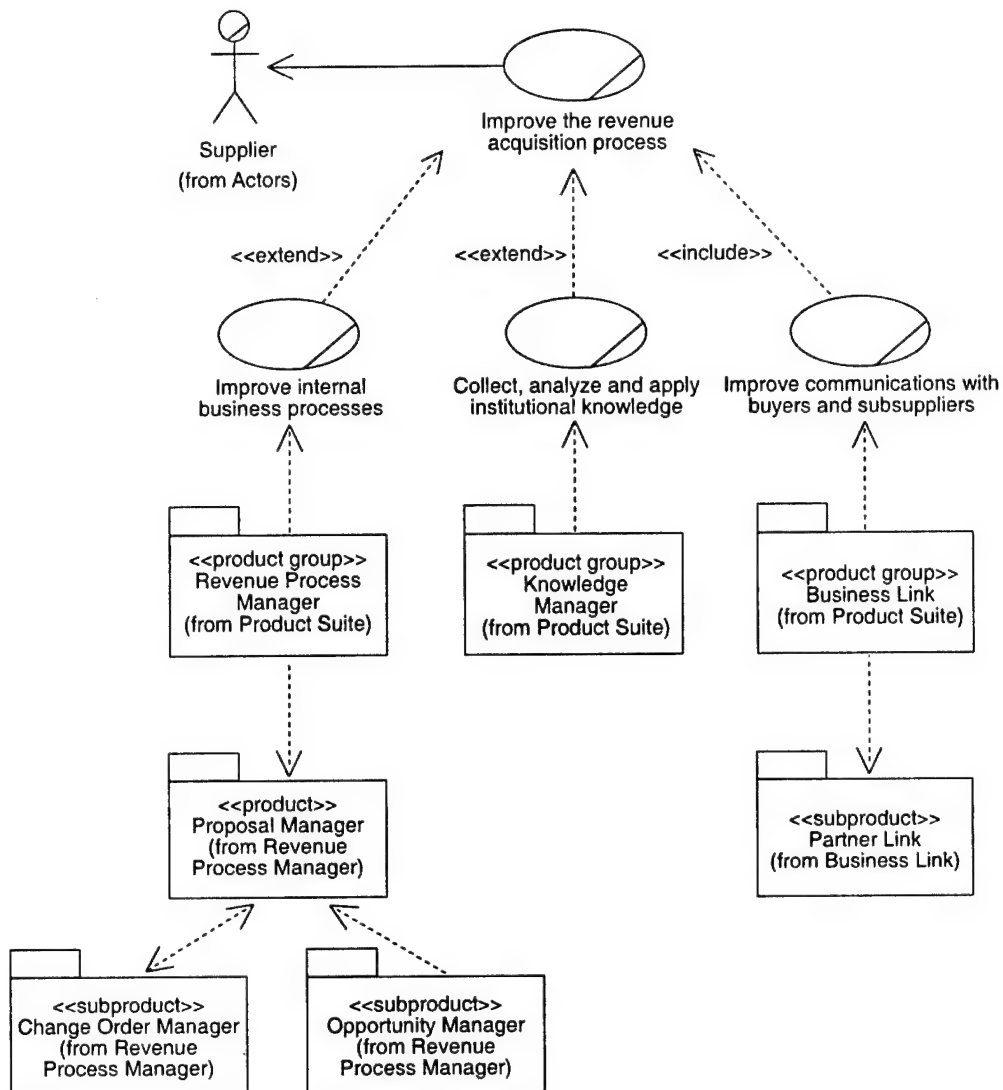 Improve the revenue
acquisition process
Supplier
(from Actors)
<<extend>>
<<extend>>
<<include>>
Improve internal
business processes
Collect, analyze and apply
institutional knowledge
Improve communications with
buyers and subsuppliers
<<product group>>
Revenue Process
Manager
(from Product Suite)
<<product group>>
Knowledge
Manager
(from Product Suite)
<<product group>>
Business Link
(from Product Suite)
<<product>>
Proposal Manager
(from Revenue
Process Manager)
<<subproduct>>
Partner Link
(from Business Link)
<<subproduct>>
Change Order Manager
(from Revenue
Process Manager)
<<subproduct>>
Opportunity Manager
(from Revenue
Process Manager)